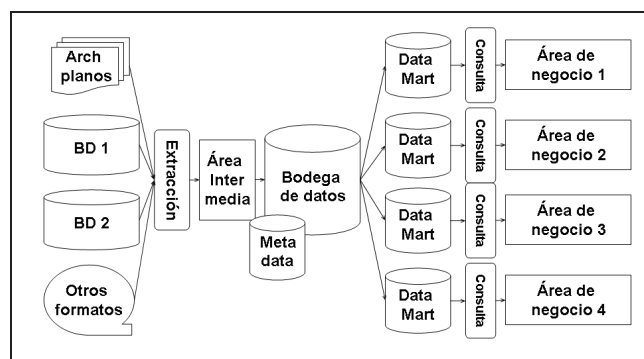 Arch
planos
BD 1
BD 2
Otros
formatos
Extracción
Área
Inter
media
Bodega
de datos
Meta
data
Data
Mart
Consulta
Área de
negocio 1
Data
Mart
Consulta
Área de
negocio 2
Data
Mart
Consulta
Área de
negocio 3
Data
Mart
Consulta
Área de
negocio 4